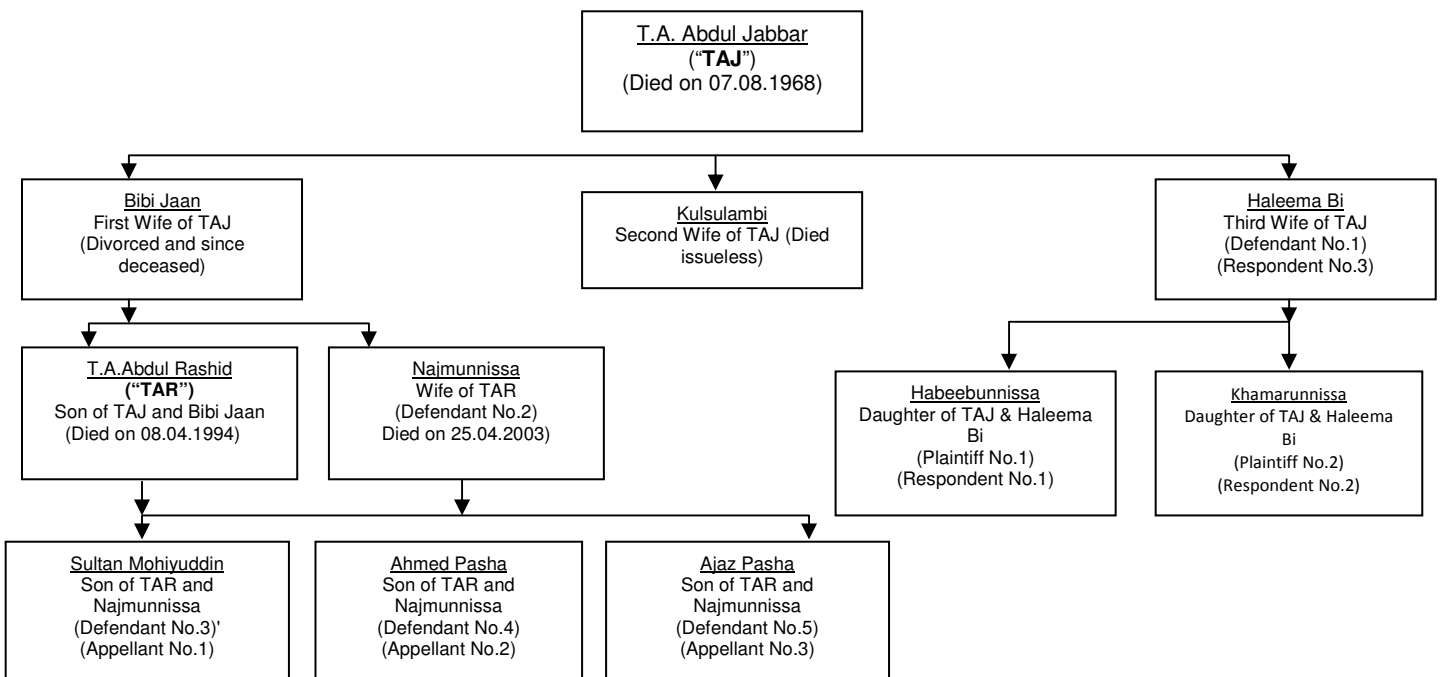 T.A. Abdul Jabbar
(“TAJ”)
(Died on 07.08.1968)
Bibi Jaan
First Wife of TAJ
(Divorced and since
deceased)
Kulsulambi
Second Wife of TAJ (Died
issueless)
Haleema Bi
Third Wife of TAJ
(Defendant No.1)
(Respondent No.3)
T.A.Abdul Rashid
(“TAR”)
Son of TAJ and Bibi Jaan
(Died on 08.04.1994)
Najmunnissa
Wife of TAR
(Defendant No.2)
Died on 25.04.2003)
Habeebunnissa
Daughter of TAJ & Haleema
Bi
(Plaintiff No.1)
(Respondent No.1)
Khamarunnissa
Daughter of TAJ & Haleema
Bi
(Plaintiff No.2)
(Respondent No.2)
Sultan Mohiyuddin
Son of TAR and
Najmunnissa
(Defendant No.3)'
(Appellant No.1)
Ahmed Pasha
Son of TAR and
Najmunnissa
(Defendant No.4)
(Appellant No.2)
Ajaz Pasha
Son of TAR and
Najmunnissa
(Defendant No.5)
(Appellant No.3)